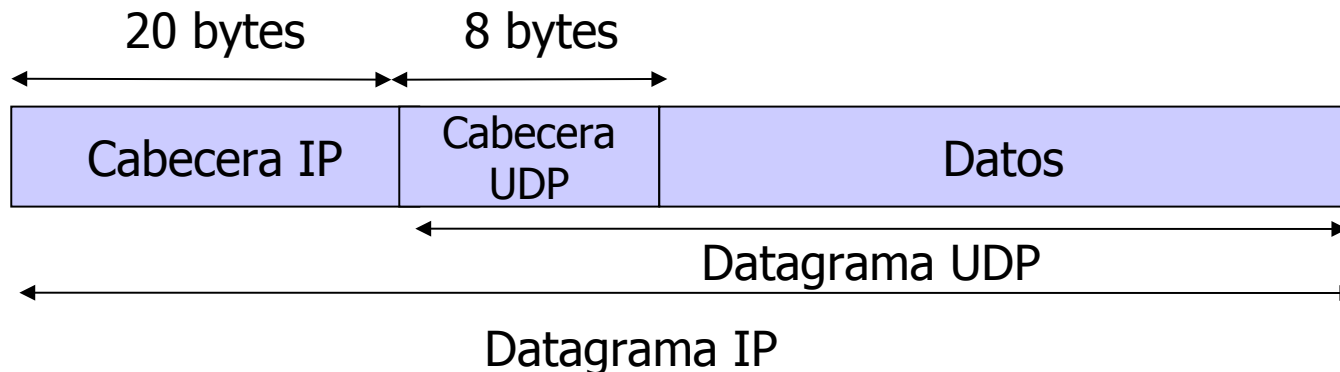 20 bytes
8 bytes
Cabecera IP
Cabecera
UDP
Datos
Datagrama UDP
Datagrama IP